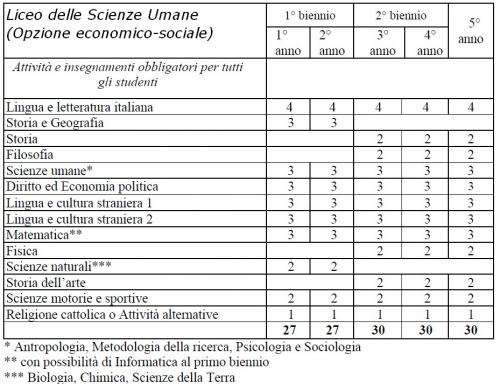 Liceo delle Scienze Umane 1° biennio 2° biennio 5° anno
(Opzione economico-sociale) 1° anno 2° anno 3° anno 4° anno
Attività e insegnamenti obbligatori per tutti
gli studenti
Lingua e letteratura italiana 4 4 4 4 4
Storia e Geografia 3 3
Storia 2 2 2
Filosofia 2 2 2
Scienze umane* 3 3 3 3 3
Diritto ed Economia politica 3 3 3 3 3
Lingua e cultura straniera 1 3 3 3 3 3
Lingua e cultura straniera 2 3 3 3 3 3
Matematica** 3 3 3 3 3
Fisica 2 2 2
Scienze naturali*** 2 2
Storia dell'arte 2 2 2
Scienze motorie e sportive 2 2 2 2 2
Religione cattolica o Attività alternative 1 1 1 1 1
27 27 30 30 30
* Antropologia, Metodologia della ricerca, Psicologia e Sociologia
** con possibilità di Informatica al primo biennio
*** Biologia, Chimica, Scienze della Terra